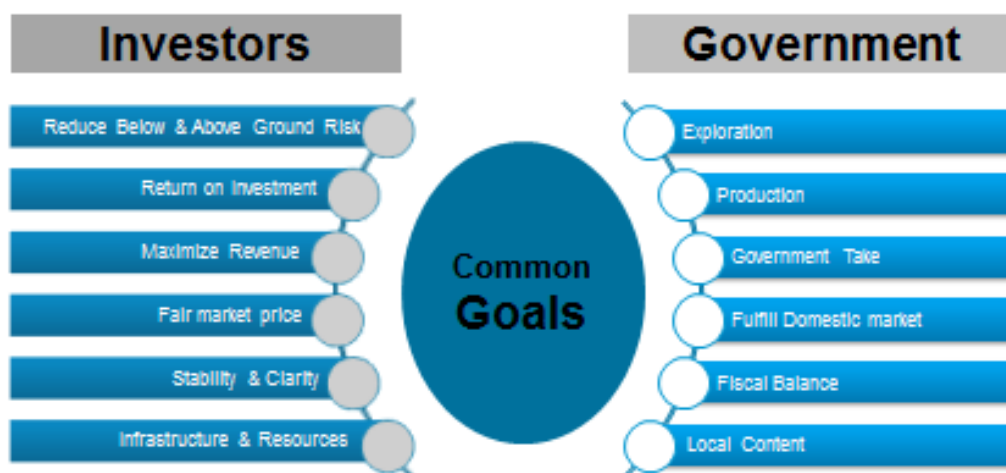 Investors
Reduce Below & Above Ground Risk
Return on Investment
Maximize Revenue
Fair market price
Stability & Clarity
Infrastructure & Resources
Common
Goals
Government
Exploration
Production
Government Take
Fulfill Domestic market
Fiscal Balance
Local Content